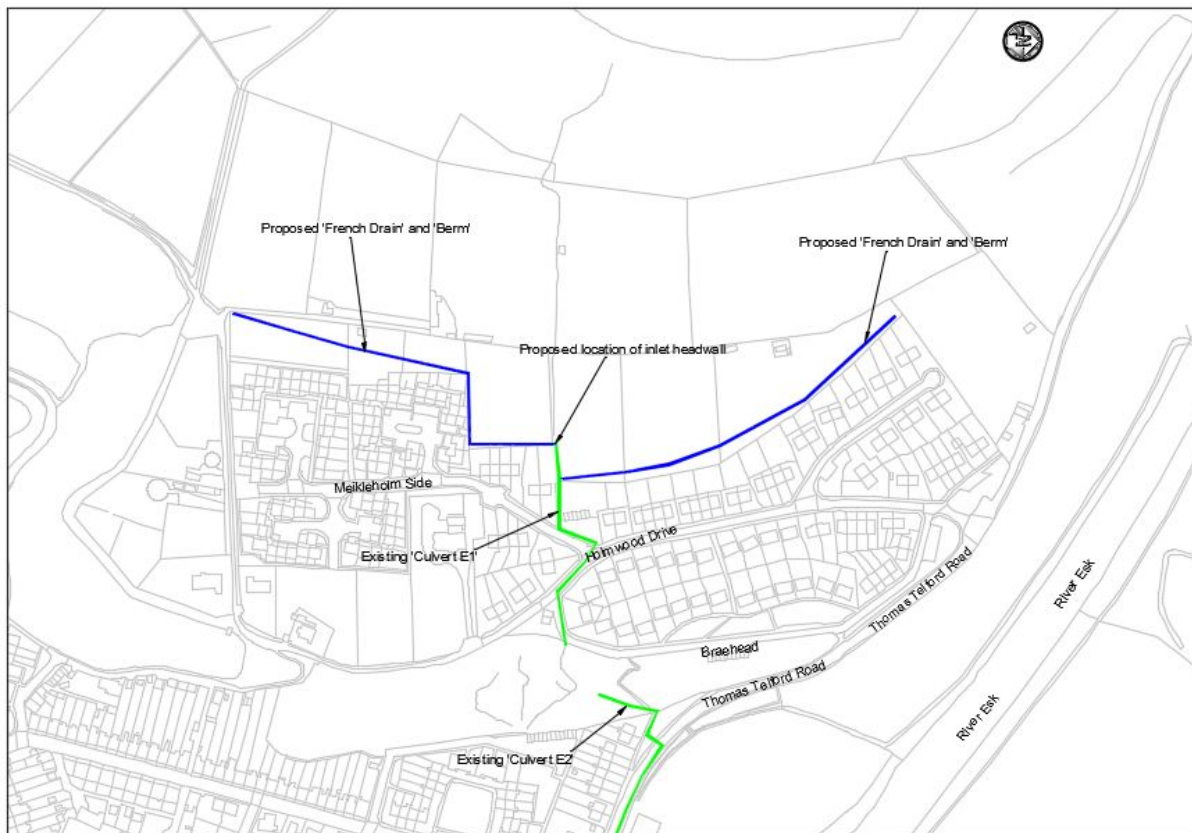 Proposed 'French Drain' and 'Berm'
Proposed 'French Drain' and 'Berm'
Proposed location of inlet headwall
Meikleholm Side
Existing 'Culvert E1'
Holmwood Drive
Thomas Telford Road
River Esk
Braehead
Thomas Telford Road
River Esk
Existing 'Culvert E2'